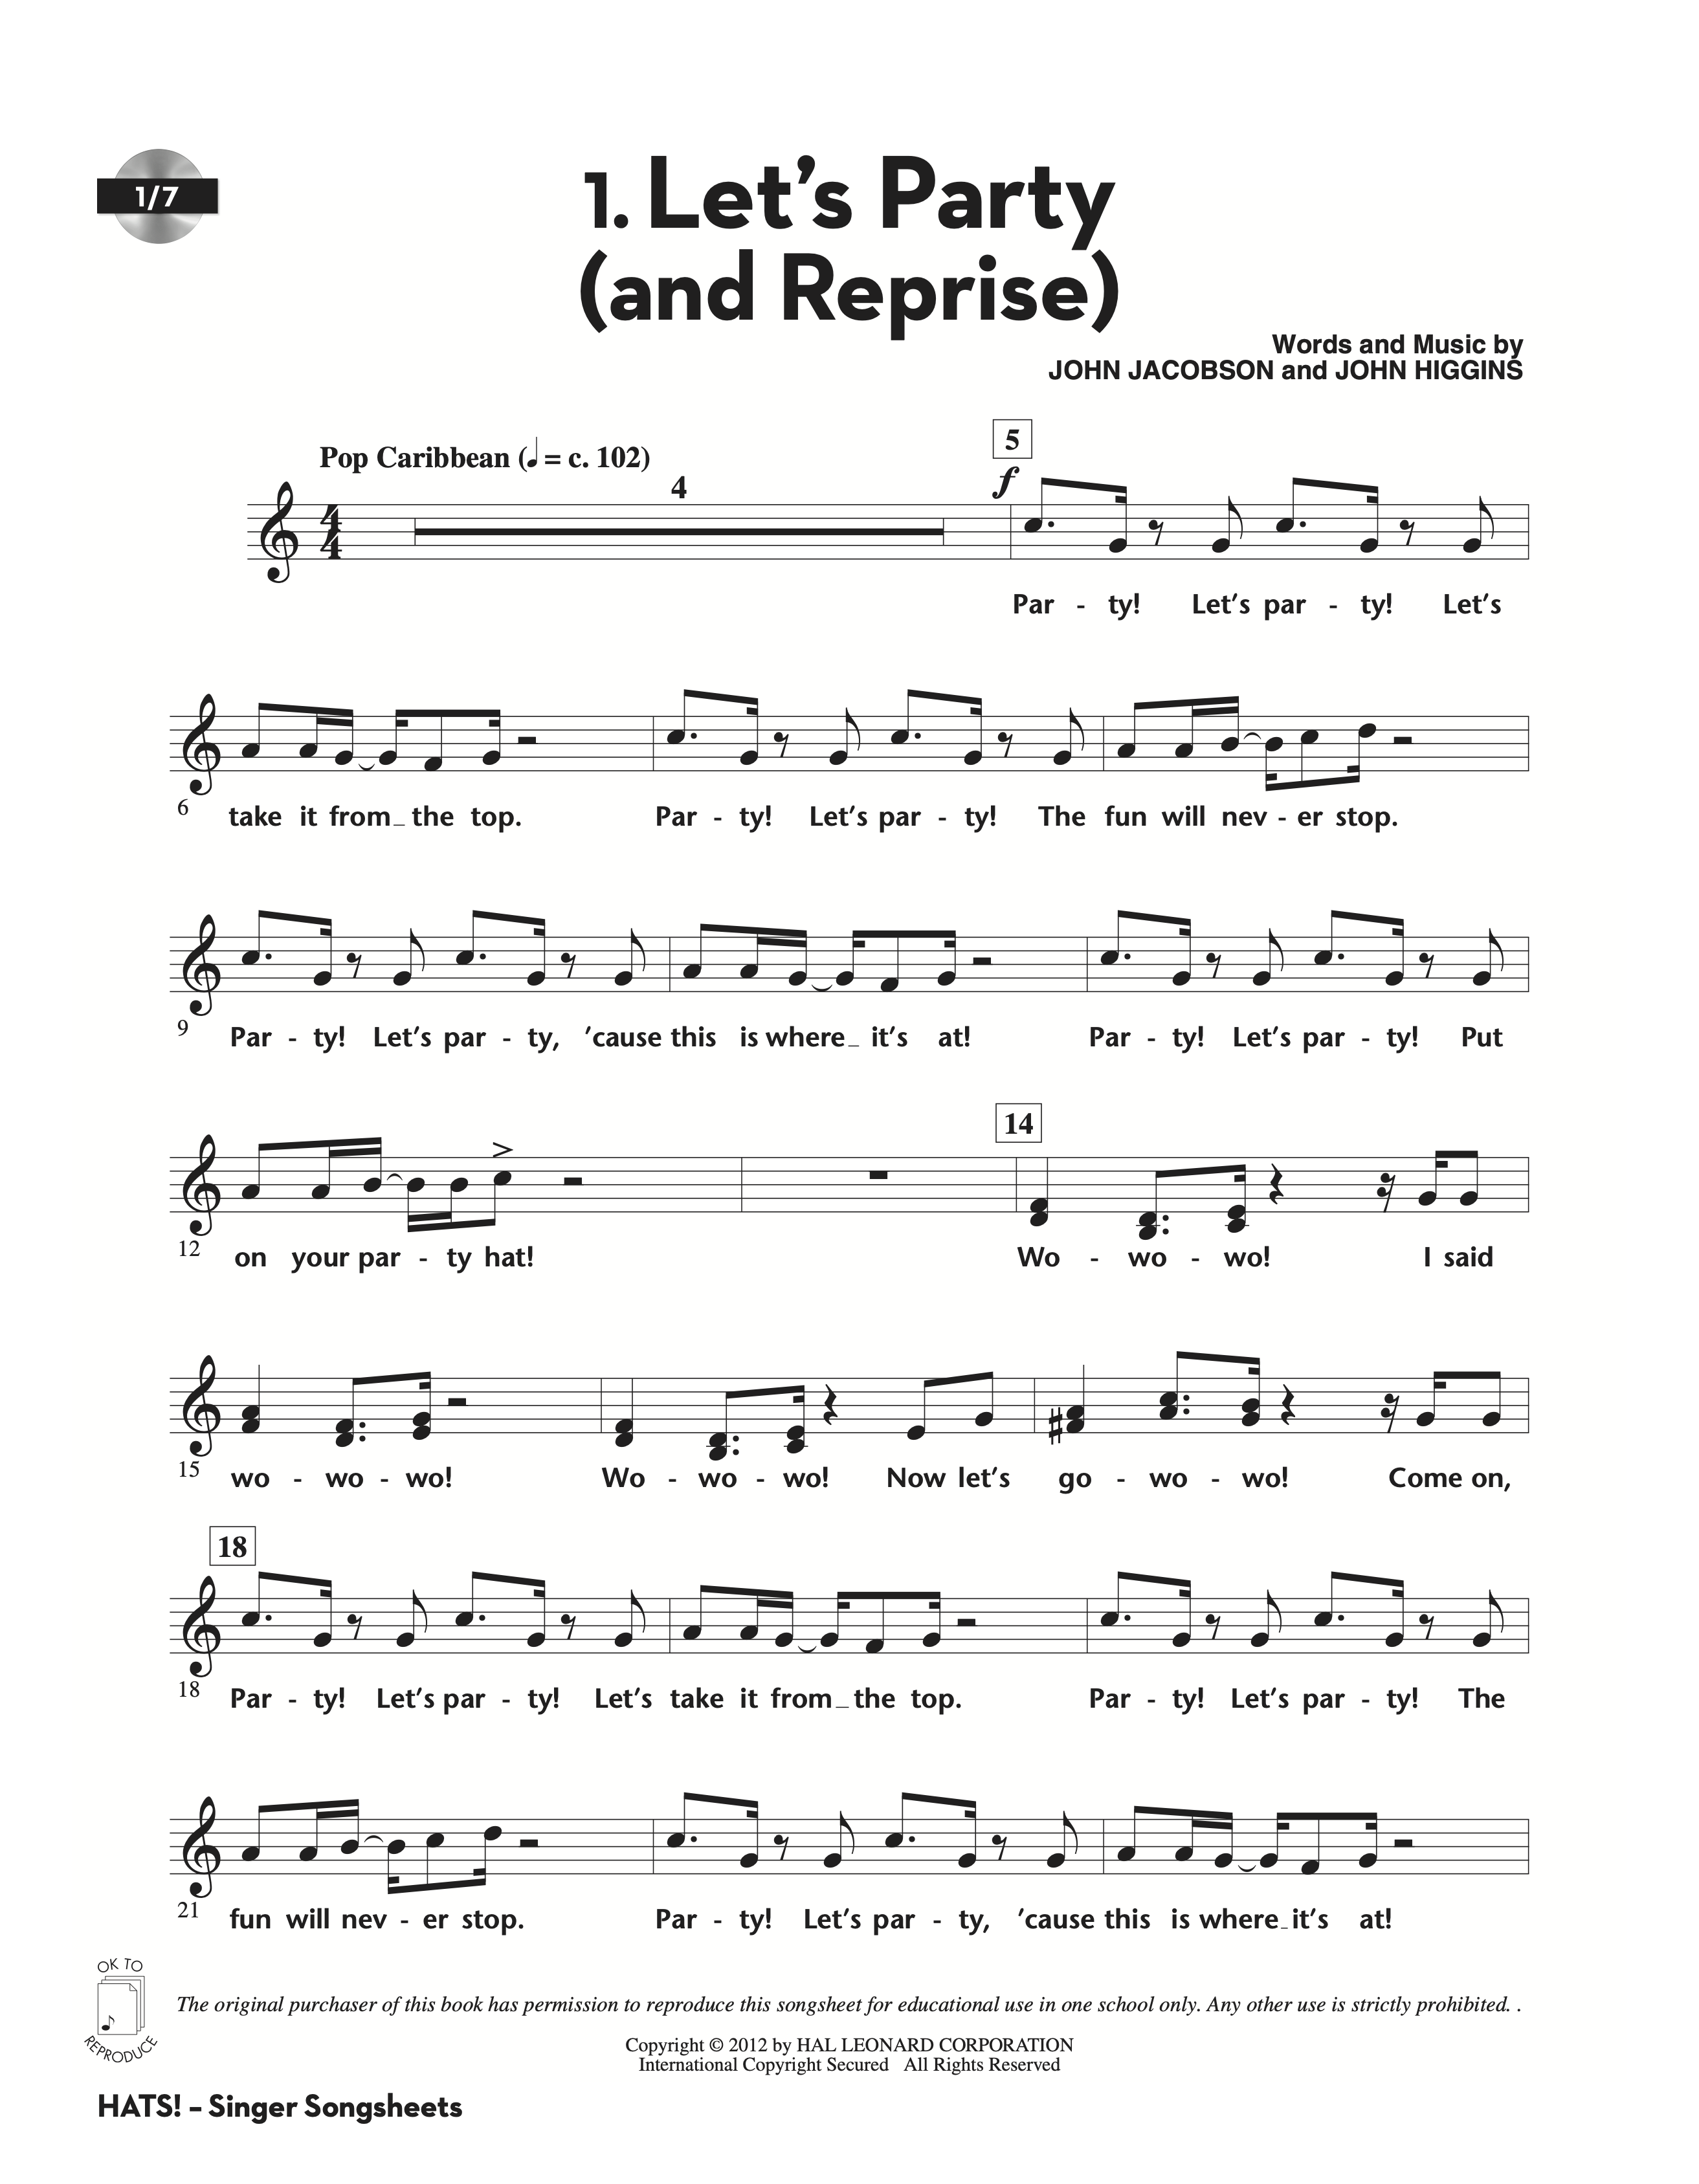 1/7
1. Let's Party
(and Reprise)
Words and Music by
JOHN JACOBSON and JOHN HIGGINS
5
Pop Caribbean (♩ = c. 102)
4
f
4
4
Par - ty! Let's par - ty! Let's
6
take it from_ the top. Par - ty! Let's par - ty! The fun will nev - er stop.
9
Par - ty! Let's par - ty, 'cause this is where_ it's at! Par - ty! Let's par - ty! Put
14
12
on your par - ty hat! Wo - wo - wo! I said
15
wo - wo - wo! Wo - wo - wo! Now let's go - wo - wo! Come on,
18
18
Par - ty! Let's par - ty! Let's take it from_ the top. Par - ty! Let's par - ty! The
21
fun will nev - er stop. Par - ty! Let's par - ty, 'cause this is where_ it's at!
OK TO
REPRODUCE
The original purchaser of this book has permission to reproduce this songsheet for educational use in one school only. Any other use is strictly prohibited. .
Copyright © 2012 by HAL LEONARD CORPORATION
International Copyright Secured All Rights Reserved
HATS! – Singer Songsheets